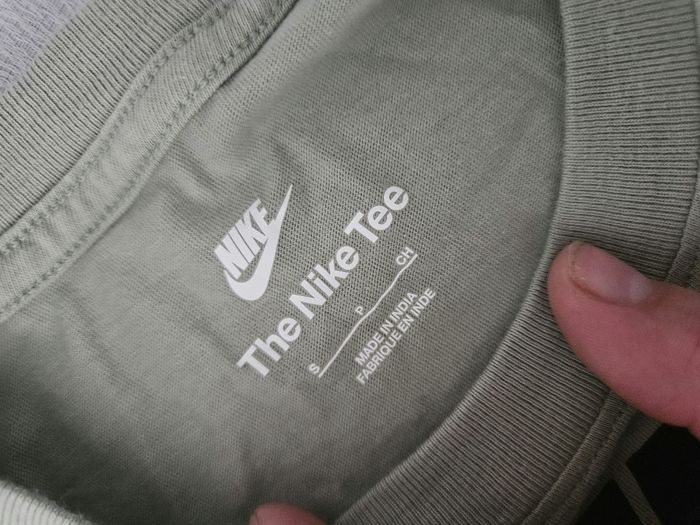 NIKE
The Nike Tee
S P CH
MADE IN INDIA
FABRIQUE EN INDE